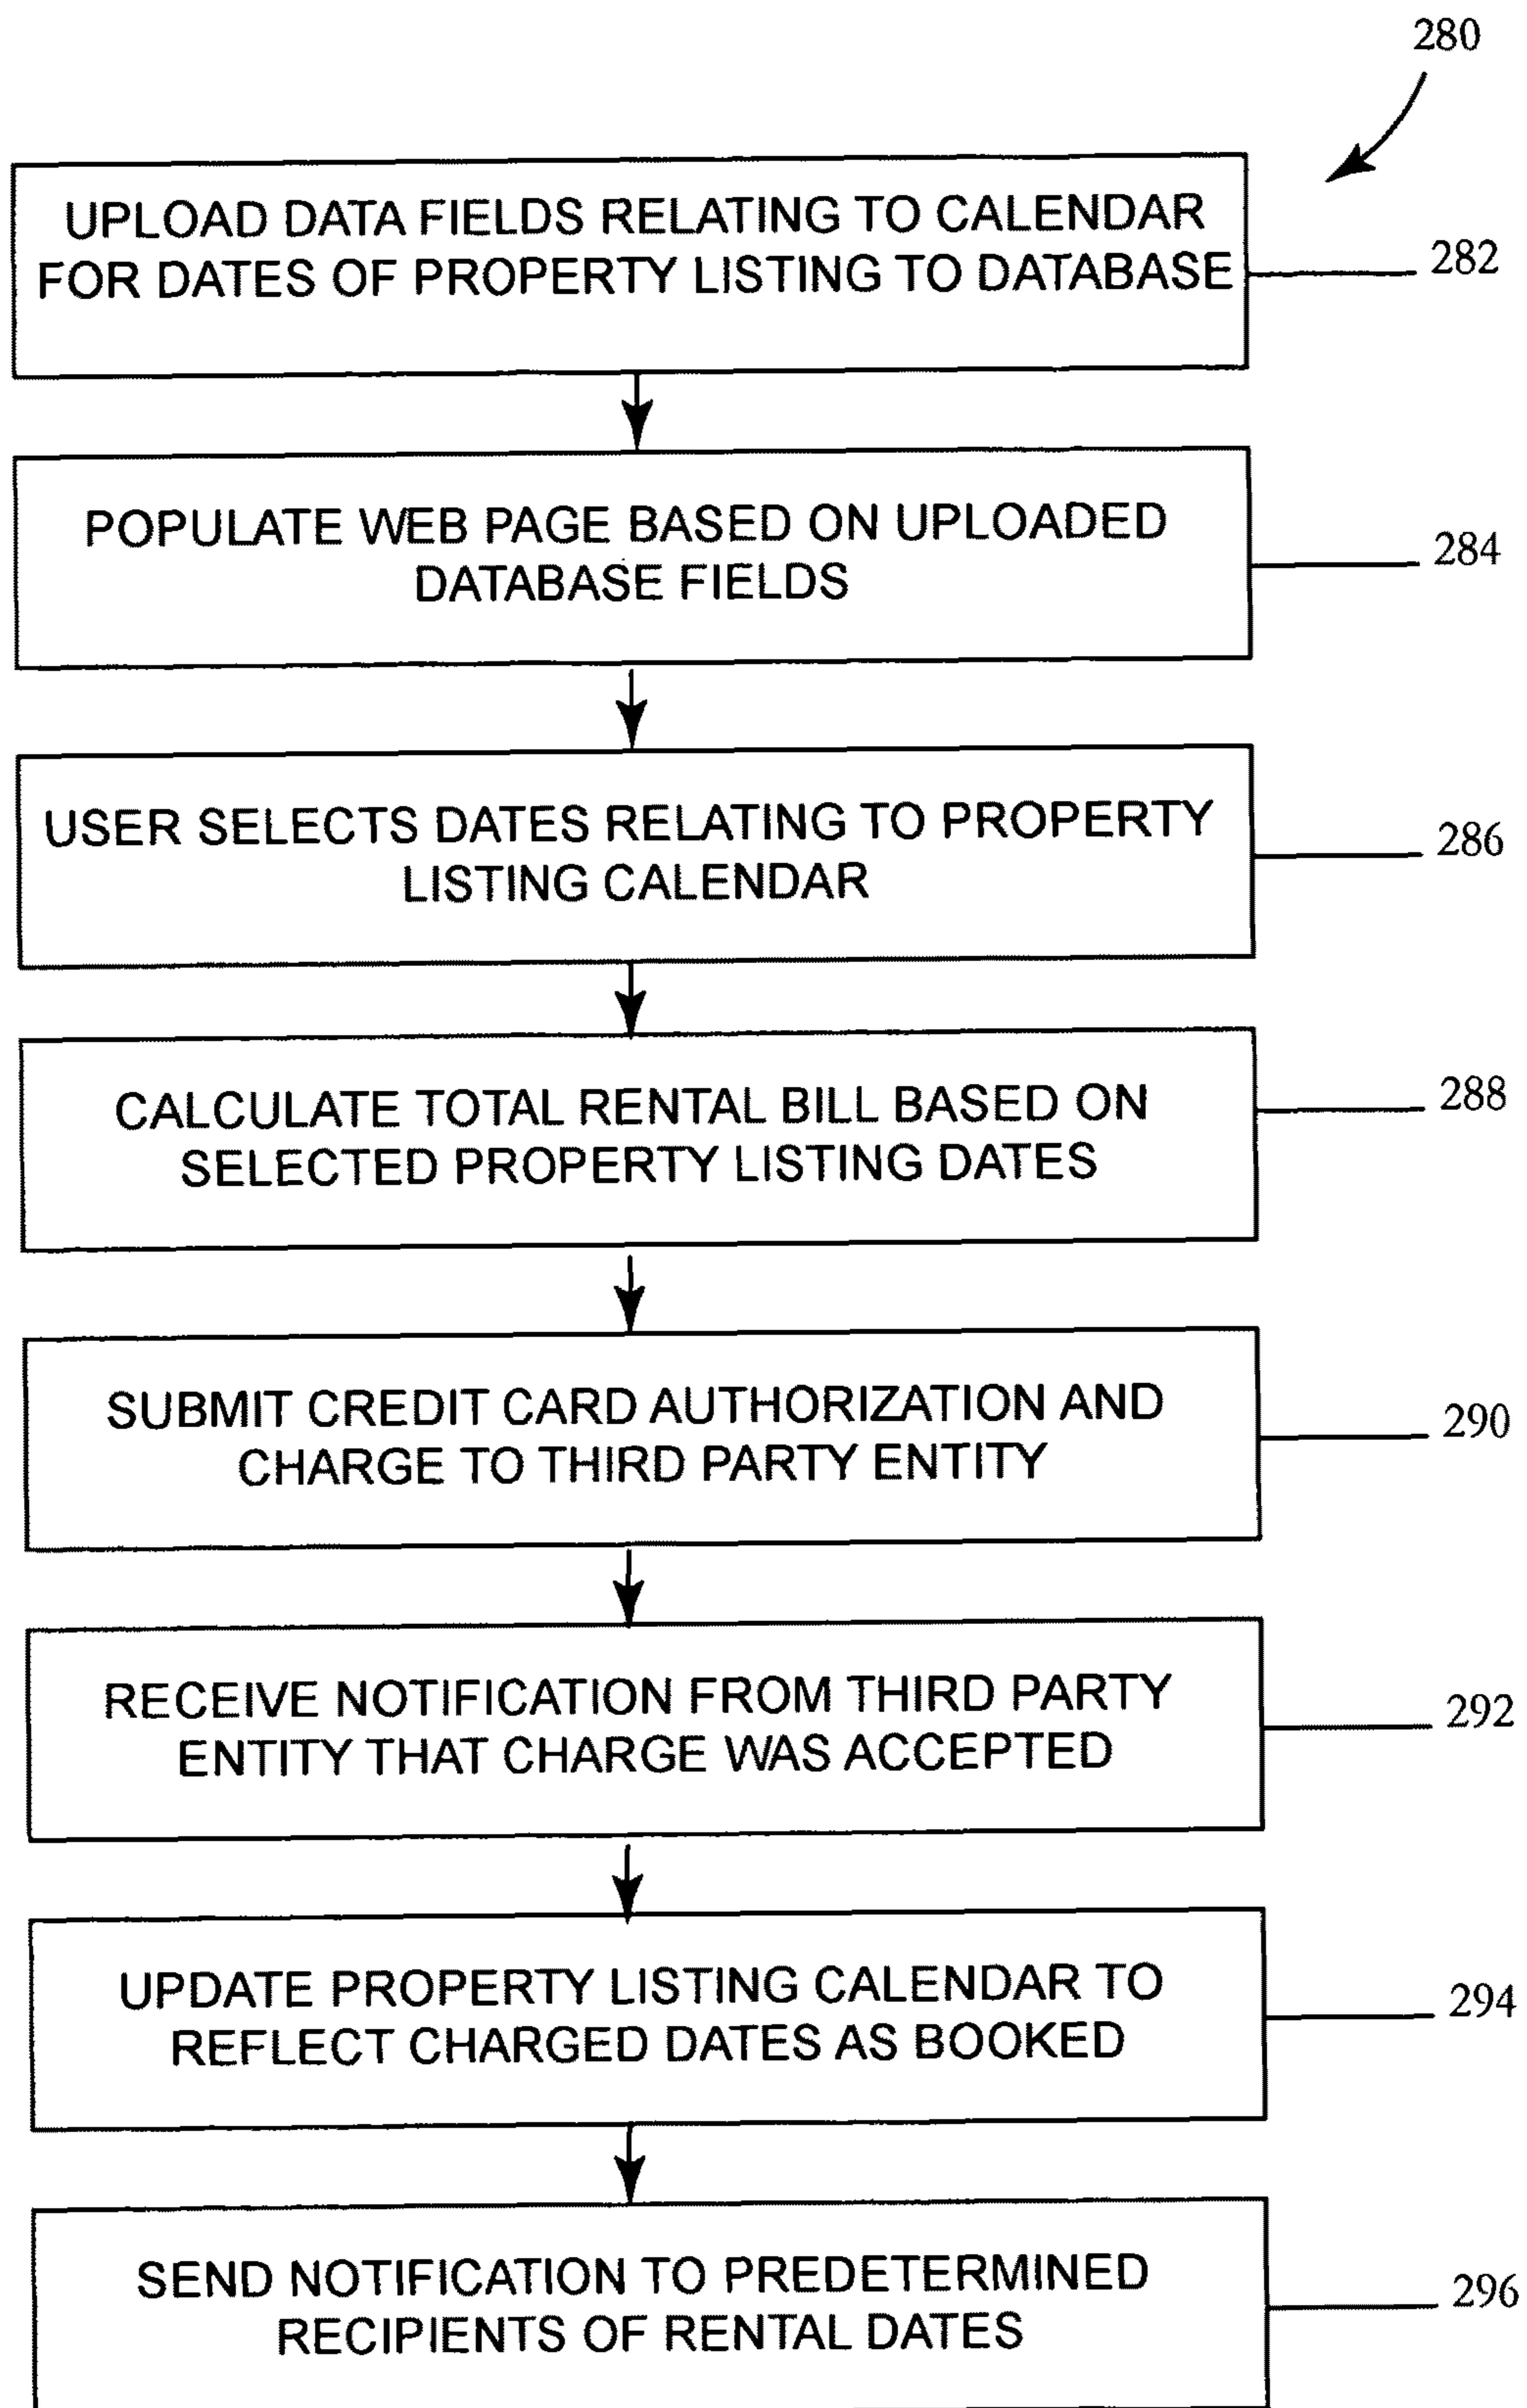 280
UPLOAD DATA FIELDS RELATING TO CALENDAR
FOR DATES OF PROPERTY LISTING TO DATABASE
282
POPULATE WEB PAGE BASED ON UPLOADED
DATABASE FIELDS
284
USER SELECTS DATES RELATING TO PROPERTY
LISTING CALENDAR
286
CALCULATE TOTAL RENTAL BILL BASED ON
SELECTED PROPERTY LISTING DATES
288
SUBMIT CREDIT CARD AUTHORIZATION AND
CHARGE TO THIRD PARTY ENTITY
290
RECEIVE NOTIFICATION FROM THIRD PARTY
ENTITY THAT CHARGE WAS ACCEPTED
292
UPDATE PROPERTY LISTING CALENDAR TO
REFLECT CHARGED DATES AS BOOKED
294
SEND NOTIFICATION TO PREDETERMINED
RECIPIENTS OF RENTAL DATES
296